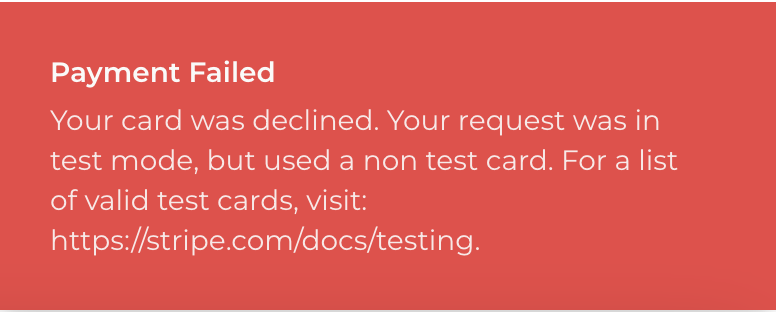 Payment Failed
Your card was declined. Your request was in
test mode, but used a non test card. For a list
of valid test cards, visit:
https://stripe.com/docs/testing.